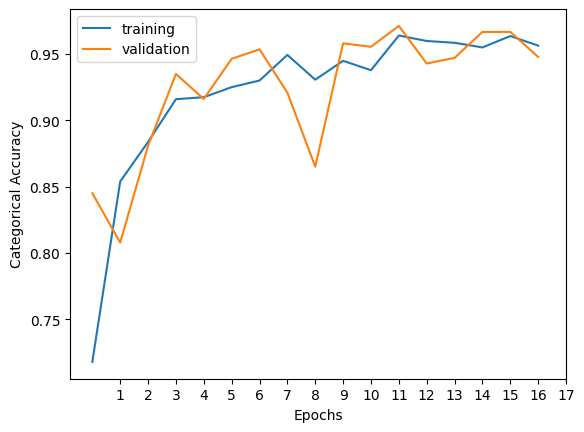 training
validation
Categorical Accuracy
0.95
0.90
0.85
0.80
0.75
1 2 3 4 5 6 7 8 9 10 11 12 13 14 15 16 17
Epochs